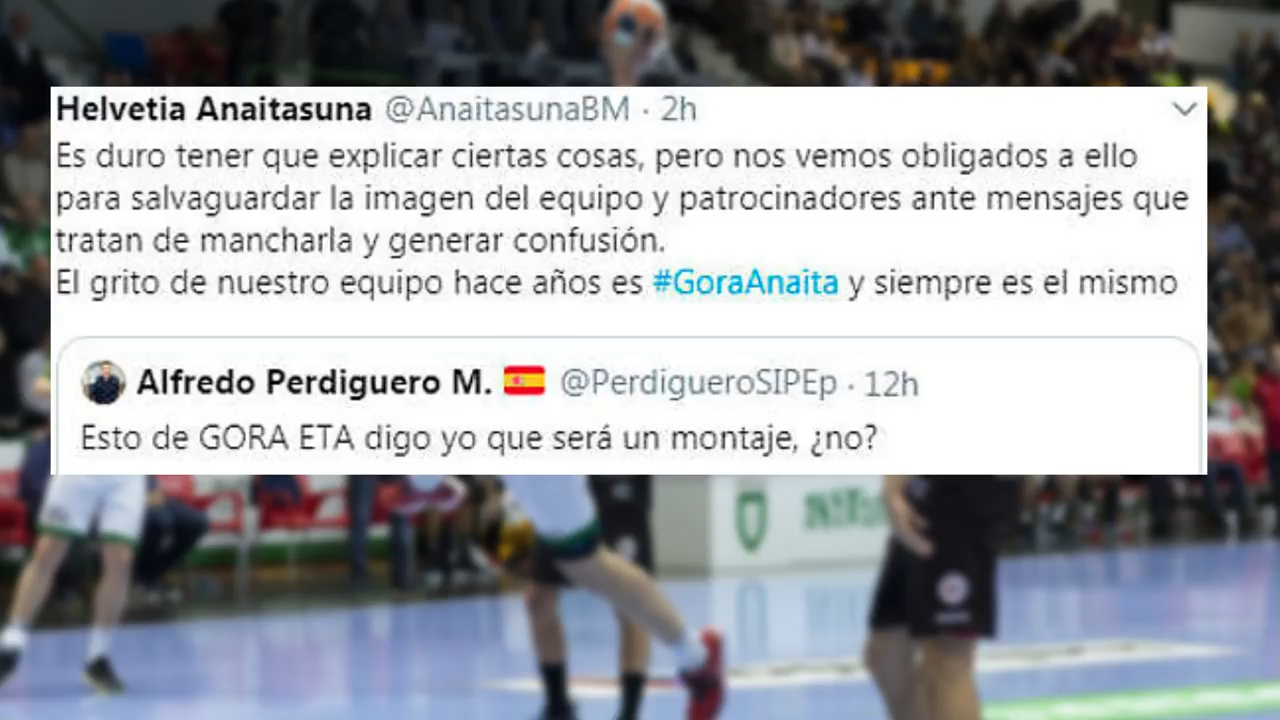 Helvetia Anaitasuna @AnaitasunaBM · 2h
Es duro tener que explicar ciertas cosas, pero nos vemos obligados a ello
para salvaguardar la imagen del equipo y patrocinadores ante mensajes que
tratan de mancharla y generar confusión.
El grito de nuestro equipo hace años es #GoraAnaita y siempre es el mismo
Alfredo Perdiguero M. @PerdigueroSIPEp · 12h
Esto de GORA ETA digo yo que será un montaje, ¿no?